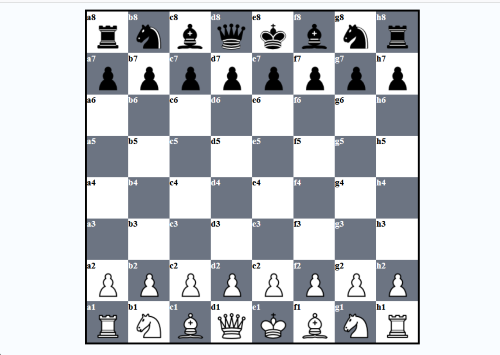 a8 b8 c8 d8 e8 f8 g8 h8
a7 b7 c7 d7 e7 f7 g7 h7
a6 b6 c6 d6 e6 f6 g6 h6
a5 b5 c5 d5 e5 f5 g5 h5
a4 b4 c4 d4 e4 f4 g4 h4
a3 b3 c3 d3 e3 f3 g3 h3
a2 b2 c2 d2 e2 f2 g2 h2
a1 b1 c1 d1 e1 f1 g1 h1